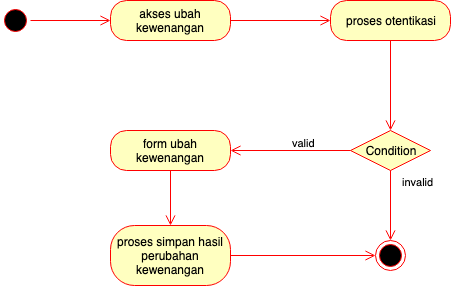 akses ubah
kewenangan
proses otentikasi
form ubah
kewenangan
valid
Condition
invalid
proses simpan hasil
perubahan
kewenangan